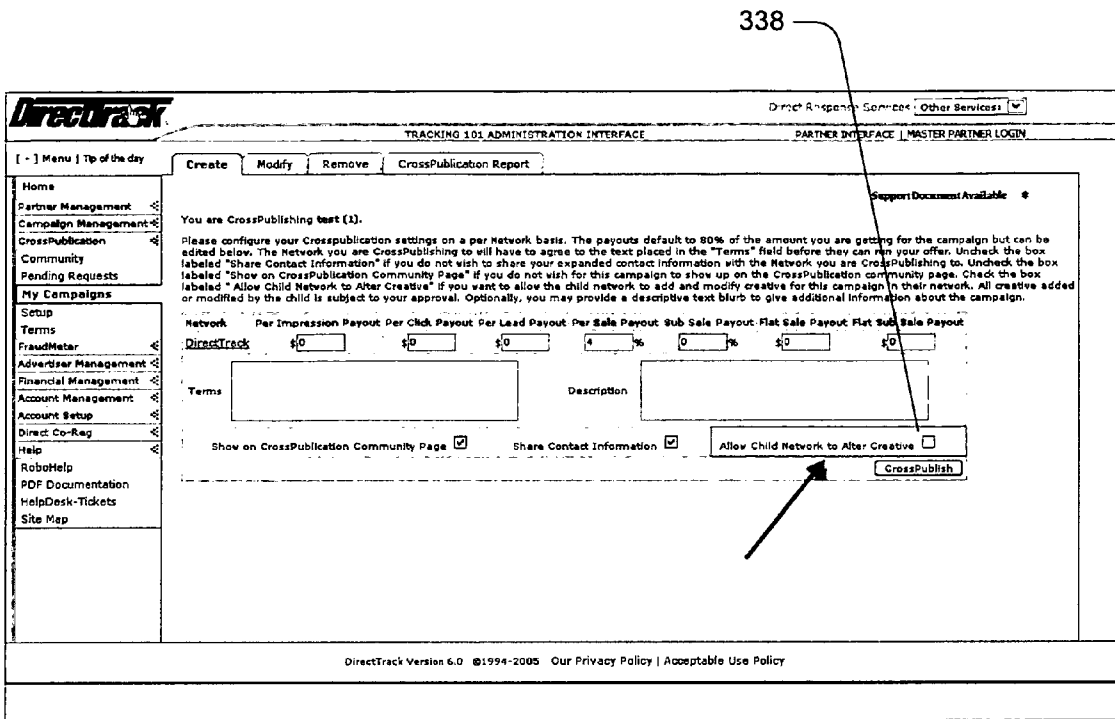 338
DirecTrack
Direct Response Services Other Services
TRACKING 101 ADMINISTRATION INTERFACE
PARTNER INTERFACE | MASTER PARTNER LOGIN
[ - ] Menu | Tip of the day
Create Modify Remove CrossPublication Report
Home
Partner Management
Campaign Management
CrossPublication
Community
Pending Requests
My Campaigns
Setup
Terms
FraudMeter
Advertiser Management
Financial Management
Account Management
Account Setup
Direct Co-Reg
Help
RoboHelp
PDF Documentation
HelpDesk-Tickets
Site Map
Support Document Available
You are CrossPublishing test (1).
Please configure your Crosspublication settings on a per Network basis. The payouts default to 80% of the amount you are getting for the campaign but can be
edited below. The Network you are CrossPublishing to will have to agree to the text placed in the "Terms" field before they can run your offer. Uncheck the box
labeled "Share Contact Information" if you do not wish to share your expanded contact information with the Network you are CrossPublishing to. Uncheck the box
labeled "Show on CrossPublication Community Page" if you do not wish for this campaign to show up on the CrossPublication community page. Check the box
labeled " Allow Child Network to Alter Creative" if you want to allow the child network to add and modify creative for this campaign in their network. All creative added
or modified by the child is subject to your approval. Optionally, you may provide a descriptive text blurb to give additional information about the campaign.
Network Per Impression Payout Per Click Payout Per Lead Payout Per Sale Payout Sub Sale Payout Flat Sale Payout Flat Sub Sale Payout
DirectTrack $0 $0 $0 4 % 0 % $0 $0
Terms Description
Show on CrossPublication Community Page Share Contact Information Allow Child Network to Alter Creative
CrossPublish
DirectTrack Version 6.0 ©1994-2005 Our Privacy Policy | Acceptable Use Policy